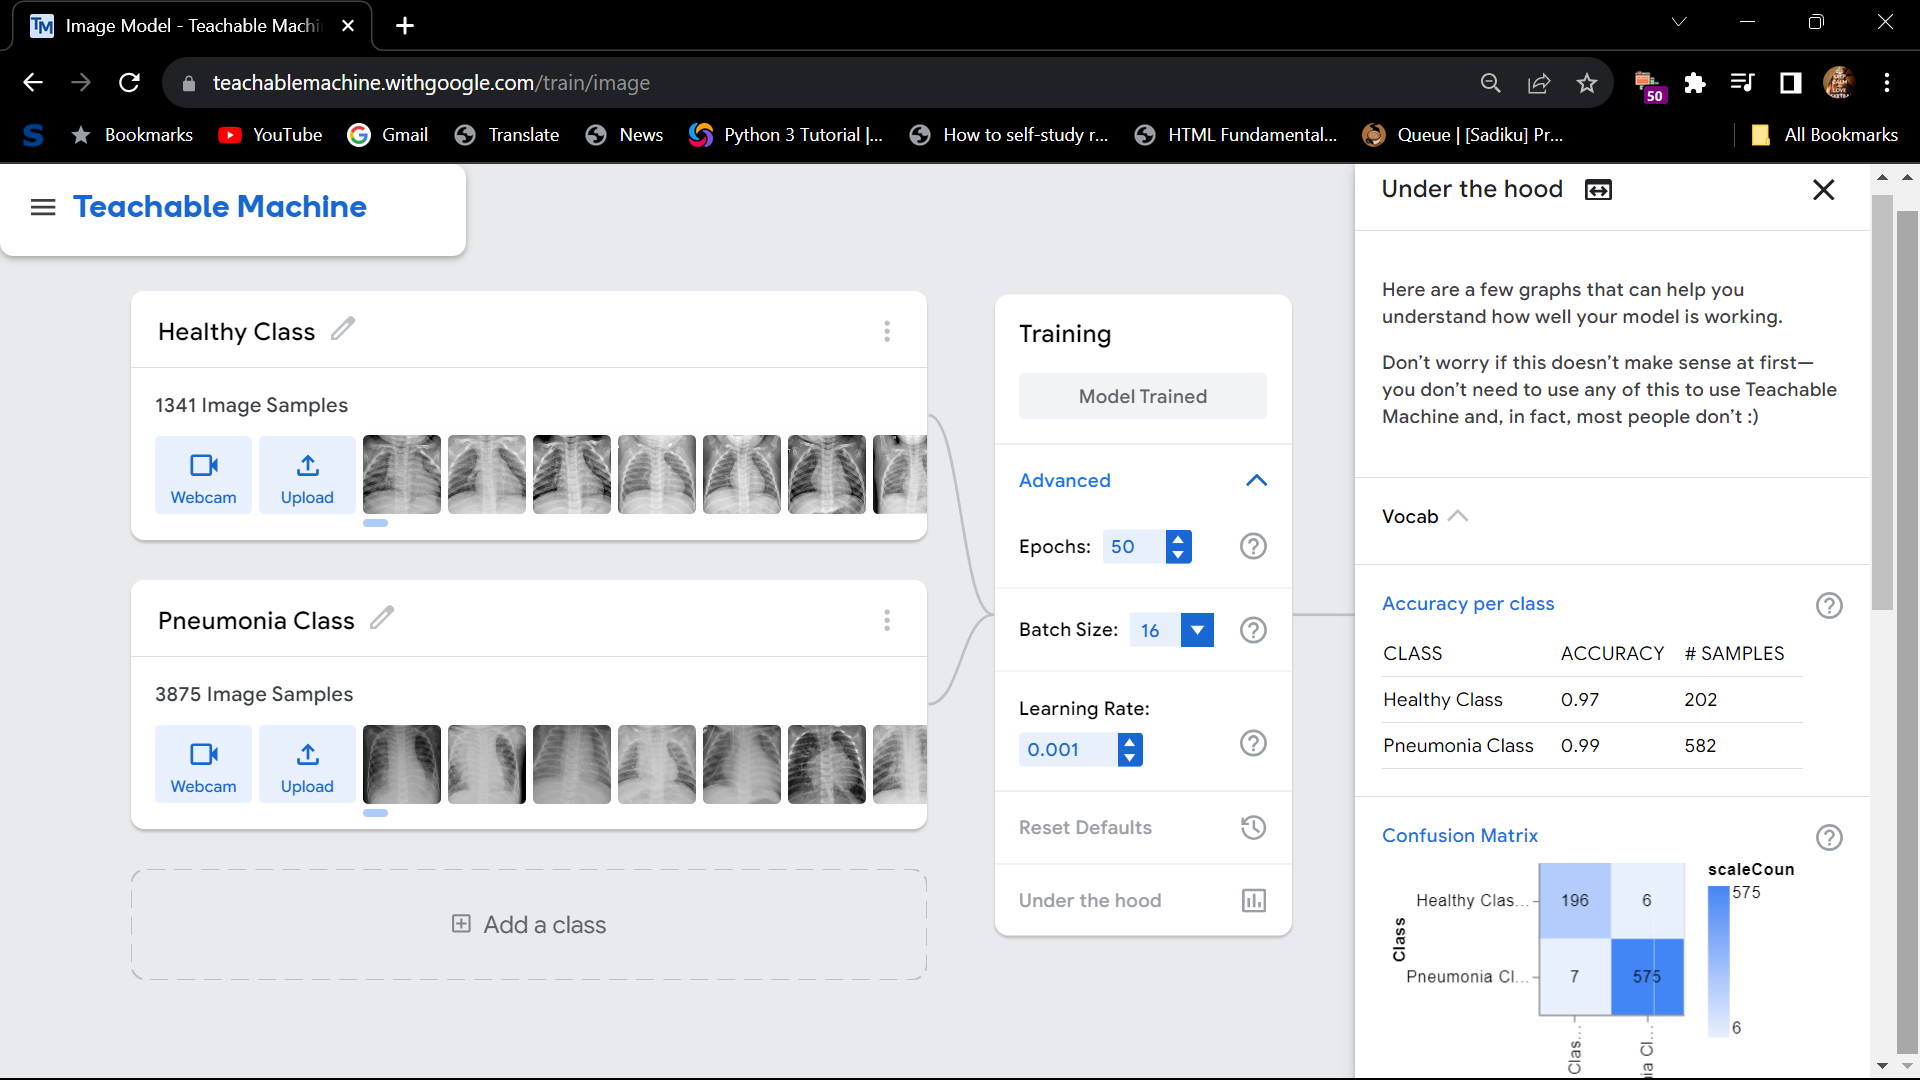 Image Model - Teachable Machi
teachablemachine.withgoogle.com/train/image
50
Bookmarks
YouTube
Gmail
Translate
News
Python 3 Tutorial |...
How to self-study r...
HTML Fundamental...
Queue | [Sadiku] Pr...
All Bookmarks
Teachable Machine
Healthy Class
1341 Image Samples
Webcam
Upload
Pneumonia Class
3875 Image Samples
Webcam
Upload
Add a class
Training
Model Trained
Advanced
Epochs: 50
Batch Size: 16
Learning Rate:
0.001
Reset Defaults
Under the hood
Under the hood
Here are a few graphs that can help you
understand how well your model is working.
Don’t worry if this doesn’t make sense at first—
you don’t need to use any of this to use Teachable
Machine and, in fact, most people don’t :)
Vocab
Accuracy per class
CLASS ACCURACY # SAMPLES
Healthy Class 0.97 202
Pneumonia Class 0.99 582
Confusion Matrix
scaleCoun
575
6
Class
Healthy Clas... 196 6
Pneumonia Cl... 7 575
Clas...
ia Cl...